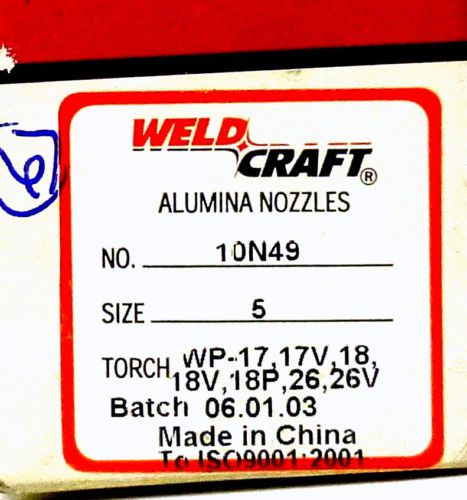 WELD
CRAFT®
ALUMINA NOZZLES
NO. 10N49
SIZE 5
TORCH WP-17,17V,18,
18V,18P,26,26V
Batch 06.01.03
Made in China
To ISO9001:2001
6